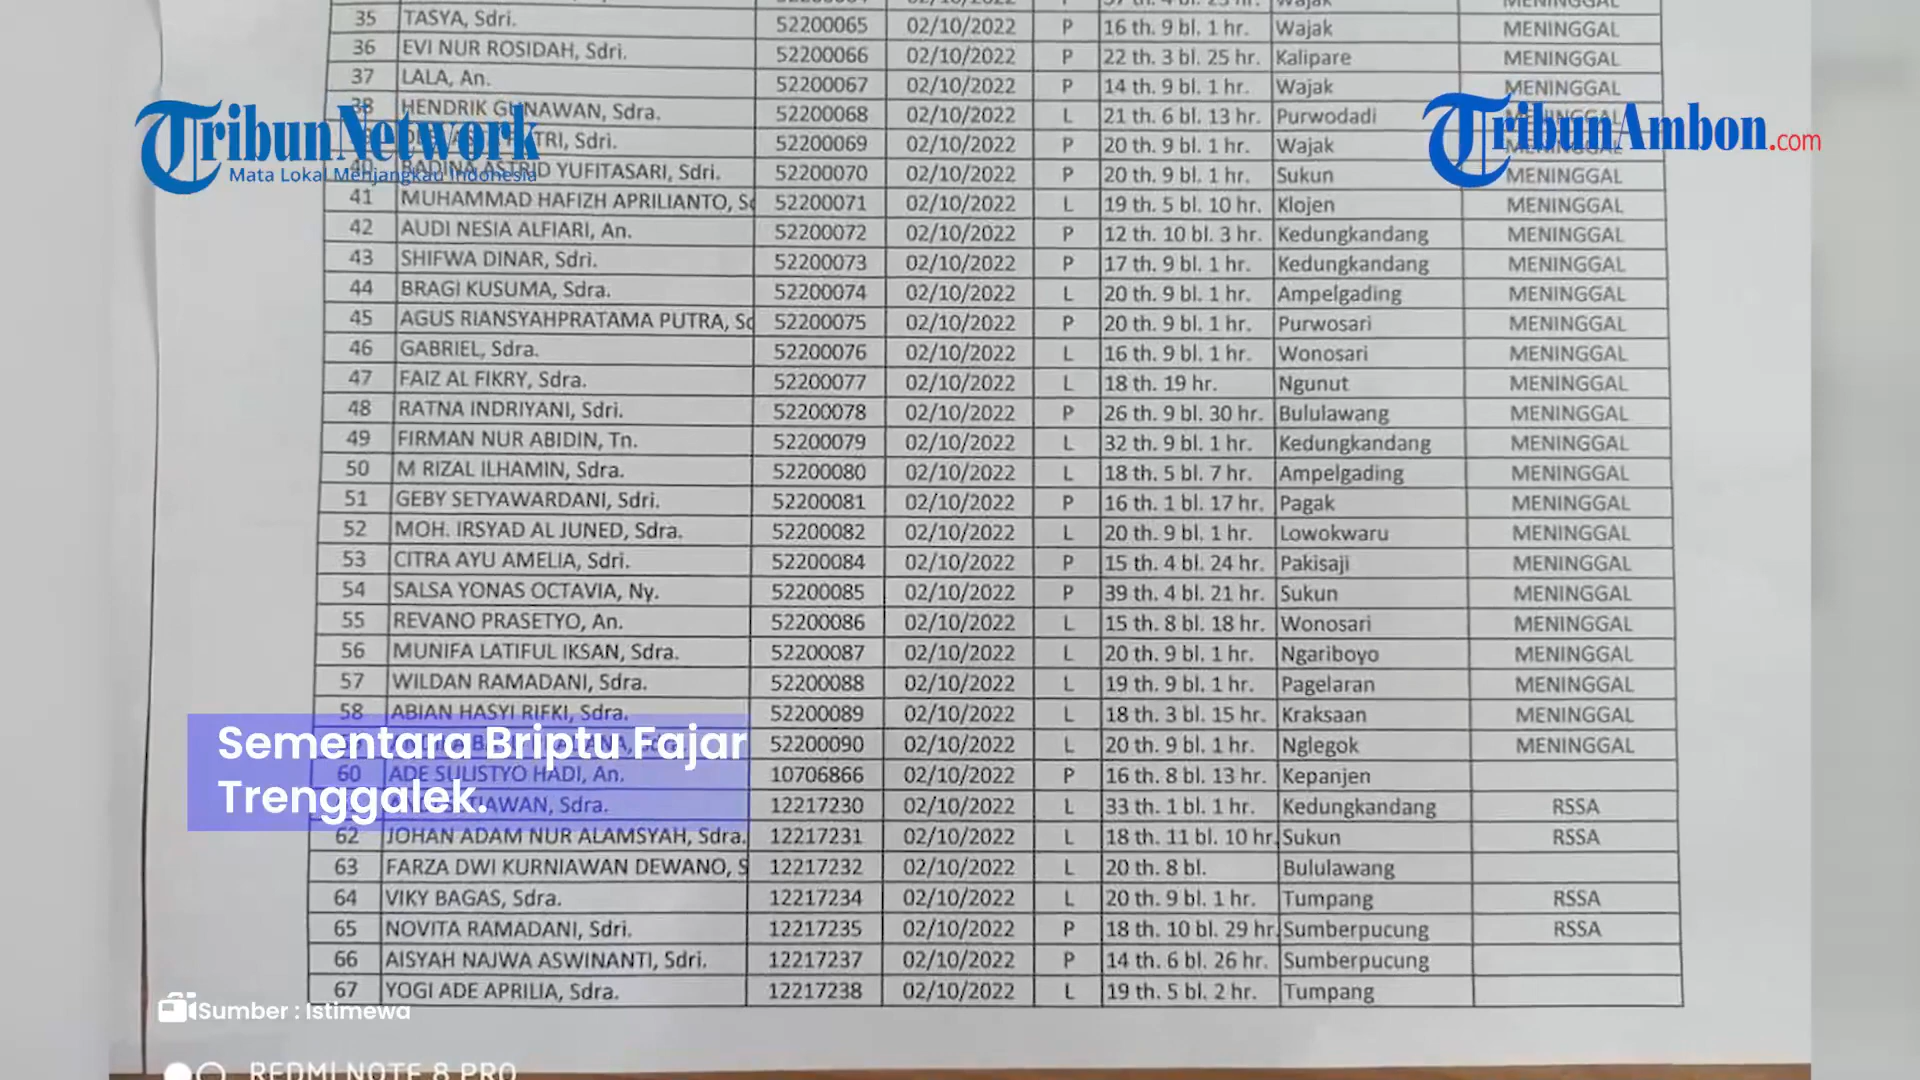 35 TASYA, Sdri. 52200065 02/10/2022 P 16 th. 9 bl. 1 hr. Wajak MENINGGAL
36 EVI NUR ROSIDAH, Sdri. 52200066 02/10/2022 P 22 th. 3 bl. 25 hr. Kalipare MENINGGAL
37 LALA, An. 52200067 02/10/2022 P 14 th. 9 bl. 1 hr. Wajak MENINGGAL
38 HENDRIK GUNAWAN, Sdra. 52200068 02/10/2022 L 21 th. 6 bl. 13 hr. Purwodadi MENINGGAL
TribunNetwork
Mata Lokal Menjangkau Indonesia
TribunAmbon.com
TRI, Sdri. 52200069 02/10/2022 P 20 th. 9 bl. 1 hr. Wajak MENINGGAL
40 RADINA ASTRID YUFITASARI, Sdri. 52200070 02/10/2022 P 20 th. 9 bl. 1 hr. Sukun MENINGGAL
41 MUHAMMAD HAFIZH APRILIANTO, Sd 52200071 02/10/2022 L 19 th. 5 bl. 10 hr. Klojen MENINGGAL
42 AUDI NESIA ALFIARI, An. 52200072 02/10/2022 P 12 th. 10 bl. 3 hr. Kedungkandang MENINGGAL
43 SHIFWA DINAR, Sdri. 52200073 02/10/2022 P 17 th. 9 bl. 1 hr. Kedungkandang MENINGGAL
44 BRAGI KUSUMA, Sdra. 52200074 02/10/2022 L 20 th. 9 bl. 1 hr. Ampelgading MENINGGAL
45 AGUS RIANSYAHPRATAMA PUTRA, Sd 52200075 02/10/2022 P 20 th. 9 bl. 1 hr. Purwosari MENINGGAL
46 GABRIEL, Sdra. 52200076 02/10/2022 L 16 th. 9 bl. 1 hr. Wonosari MENINGGAL
47 FAIZ AL FIKRY, Sdra. 52200077 02/10/2022 L 18 th. 19 hr. Ngunut MENINGGAL
48 RATNA INDRIYANI, Sdri. 52200078 02/10/2022 P 26 th. 9 bl. 30 hr. Bululawang MENINGGAL
49 FIRMAN NUR ABIDIN, Tn. 52200079 02/10/2022 L 32 th. 9 bl. 1 hr. Kedungkandang MENINGGAL
50 M RIZAL ILHAMIN, Sdra. 52200080 02/10/2022 L 18 th. 5 bl. 7 hr. Ampelgading MENINGGAL
51 GEBY SETYAWARDANI, Sdri. 52200081 02/10/2022 P 16 th. 1 bl. 17 hr. Pagak MENINGGAL
52 MOH. IRSYAD AL JUNED, Sdra. 52200082 02/10/2022 L 20 th. 9 bl. 1 hr. Lowokwaru MENINGGAL
53 CITRA AYU AMELIA, Sdri. 52200084 02/10/2022 P 15 th. 4 bl. 24 hr. Pakisaji MENINGGAL
54 SALSA YONAS OCTAVIA, Ny. 52200085 02/10/2022 P 39 th. 4 bl. 21 hr. Sukun MENINGGAL
55 REVANO PRASETYO, An. 52200086 02/10/2022 L 15 th. 8 bl. 18 hr. Wonosari MENINGGAL
56 MUNIFA LATIFUL IKSAN, Sdra. 52200087 02/10/2022 L 20 th. 9 bl. 1 hr. Ngariboyo MENINGGAL
57 WILDAN RAMADANI, Sdra. 52200088 02/10/2022 L 19 th. 9 bl. 1 hr. Pagelaran MENINGGAL
58 ABIAN HASYI RIFKI, Sdra. 52200089 02/10/2022 L 18 th. 3 bl. 15 hr. Kraksaan MENINGGAL
Sementara Briptu Fajar
Trenggalek.
52200090 02/10/2022 L 20 th. 9 bl. 1 hr. Nglegok MENINGGAL
60 ADE SULISTYO HADI, An. 10706866 02/10/2022 P 16 th. 8 bl. 13 hr. Kepanjen
Sdra. 12217230 02/10/2022 L 33 th. 1 bl. 1 hr. Kedungkandang RSSA
62 JOHAN ADAM NUR ALAMSYAH, Sdra. 12217231 02/10/2022 L 18 th. 11 bl. 10 hr. Sukun RSSA
63 FARZA DWI KURNIAWAN DEWANO, S 12217232 02/10/2022 L 20 th. 8 bl. Bululawang
64 VIKY BAGAS, Sdra. 12217234 02/10/2022 L 20 th. 9 bl. 1 hr. Tumpang RSSA
65 NOVITA RAMADANI, Sdri. 12217235 02/10/2022 P 18 th. 10 bl. 29 hr. Sumberpucung RSSA
66 AISYAH NAJWA ASWINANTI, Sdri. 12217237 02/10/2022 P 14 th. 6 bl. 26 hr. Sumberpucung
67 YOGI ADE APRILIA, Sdra. 12217238 02/10/2022 L 19 th. 5 bl. 2 hr. Tumpang
Sumber : Istimewa
REDMI NOTE 8 PRO